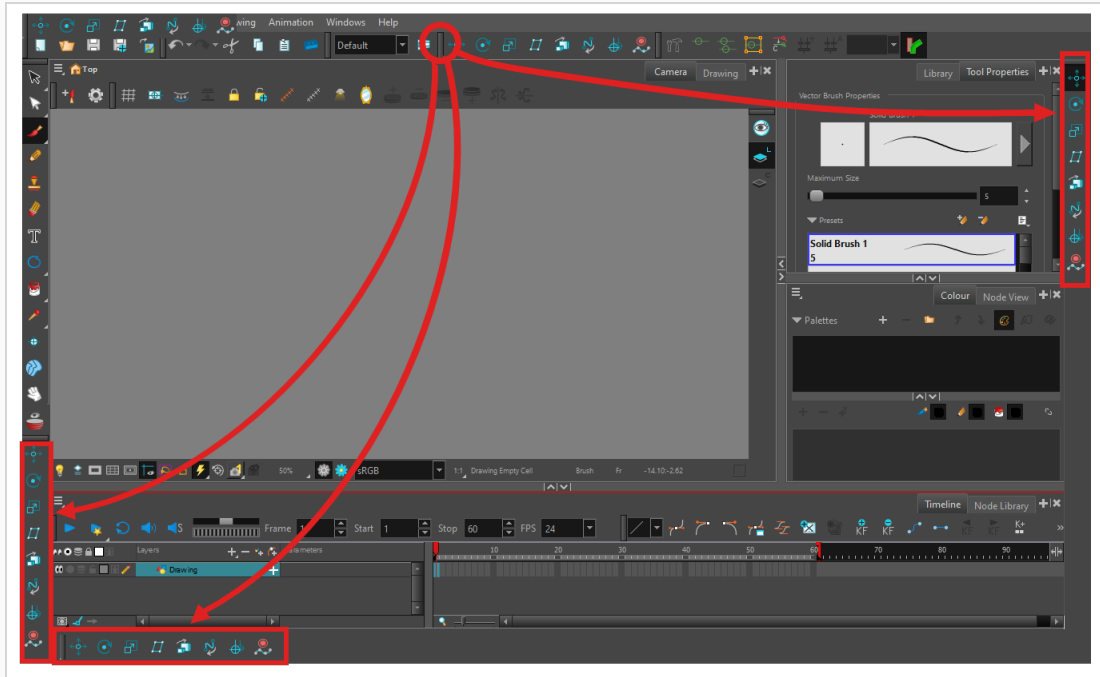 Animation Windows Help
Default
Top
Camera Drawing
Library Tool Properties
Vector Brush Properties
Maximum Size
5
Presets
Solid Brush 1
5
Colour Node View
Palettes
50%
sRGB
1:1 Drawing Empty Cell Brush Fr -14.10:-2.62
Timeline Node Library
Frame Start 1 Stop 60 FPS 24
KF KF KF KF K+
Layers
10 20 30 40 50 60 70 80 90
Drawing